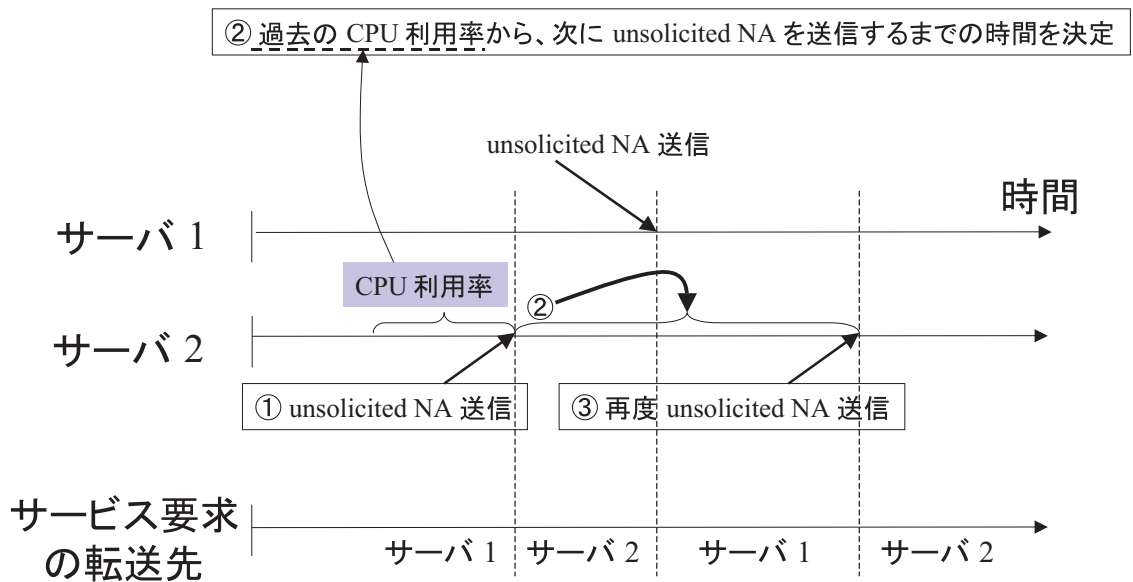 ② 過去の CPU 利用率から、次に unsolicited NA を送信するまでの時間を決定
unsolicited NA 送信
時間
サーバ 1
CPU 利用率
②
サーバ 2
① unsolicited NA 送信
③ 再度 unsolicited NA 送信
サービス要求
の転送先
サーバ 1 サーバ 2 サーバ 1 サーバ 2